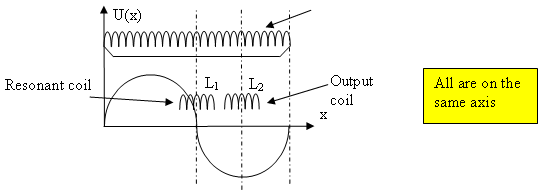 U(x)
Resonant coil
L1
L2
Output
coil
x
All are on the
same axis